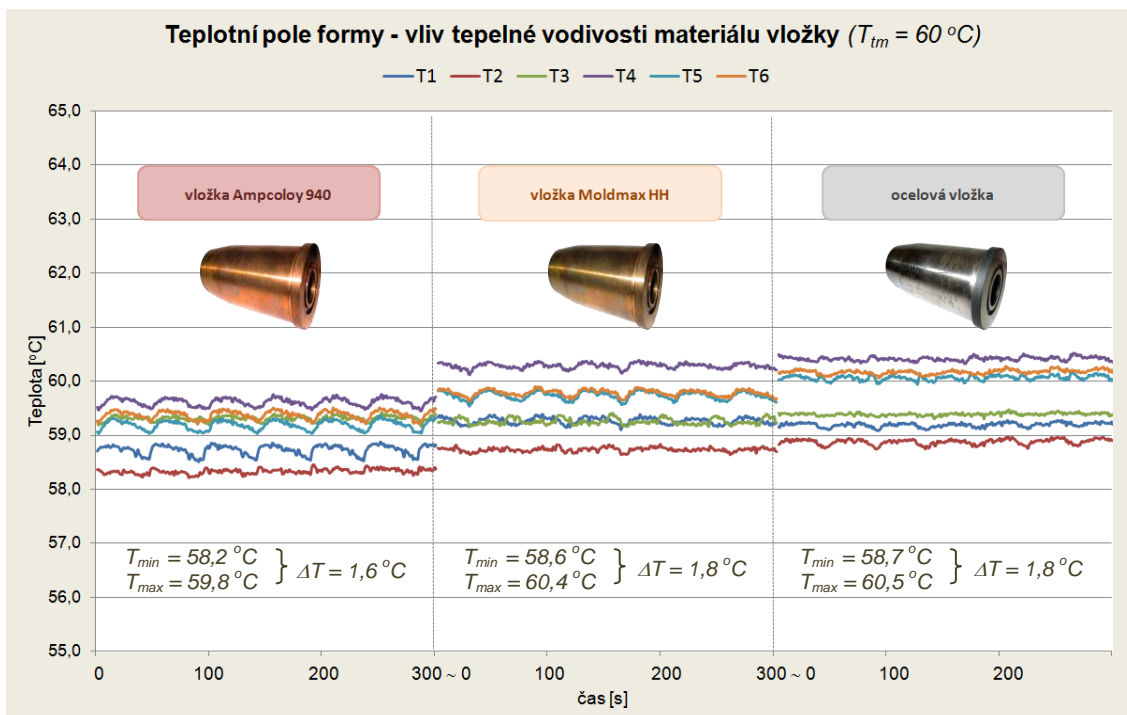 Teplotní pole formy - vliv tepelné vodivosti materiálu vložky (Ttm = 60 ºC)
T1 T2 T3 T4 T5 T6
65,0
64,0
63,0
62,0
61,0
60,0
59,0
58,0
57,0
56,0
55,0
Teplota [ºC]
vložka Ampcoloy 940
vložka Moldmax HH
ocelová vložka
Tmin = 58,2 ºC
Tmax = 59,8 ºC
} ΔT = 1,6 ºC
Tmin = 58,6 ºC
Tmax = 60,4 ºC
} ΔT = 1,8 ºC
Tmin = 58,7 ºC
Tmax = 60,5 ºC
} ΔT = 1,8 ºC
0 100 200 300 ~ 0 100 200 300 ~ 0 100 200
čas [s]